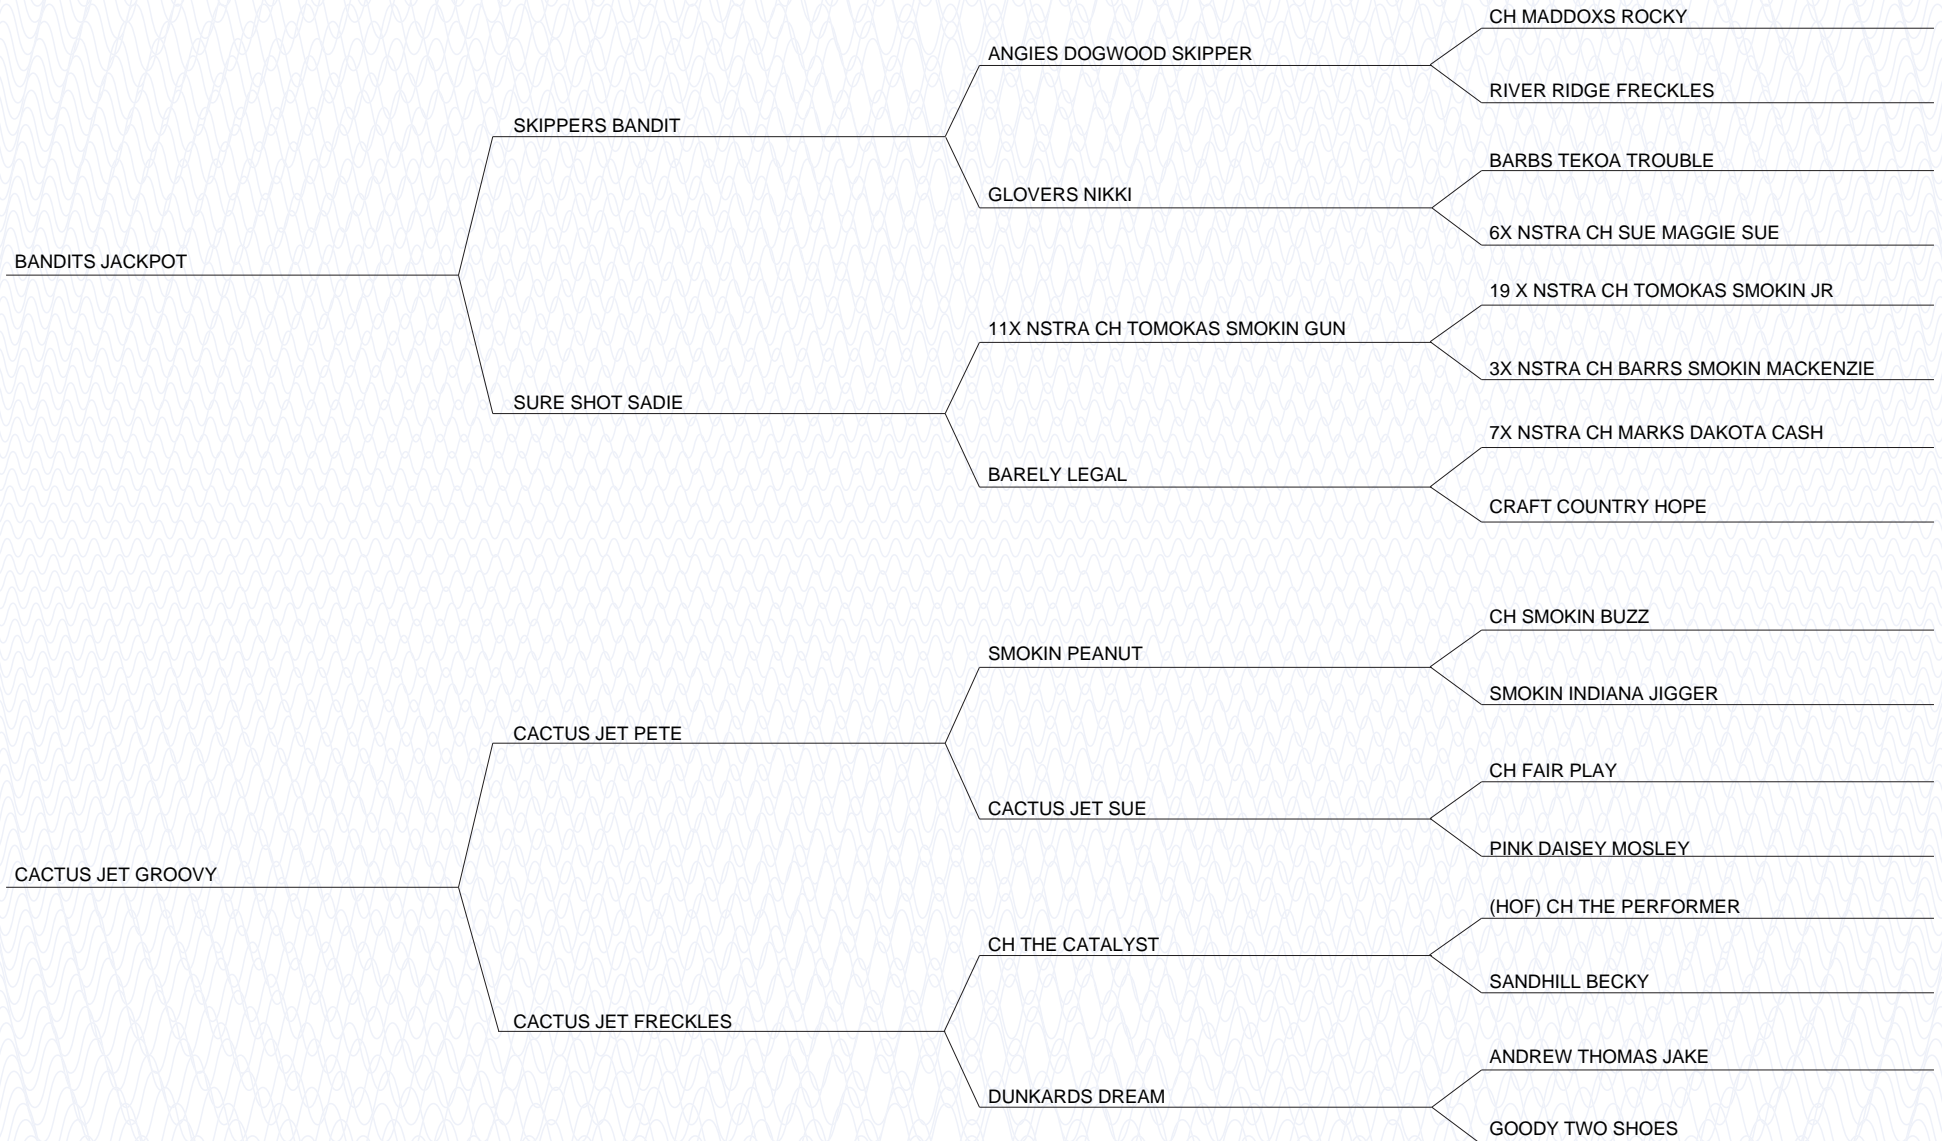 CH MADDOXS ROCKY
ANGIES DOGWOOD SKIPPER
RIVER RIDGE FRECKLES
SKIPPERS BANDIT
BARBS TEKOA TROUBLE
GLOVERS NIKKI
6X NSTRA CH SUE MAGGIE SUE
BANDITS JACKPOT
19 X NSTRA CH TOMOKAS SMOKIN JR
11X NSTRA CH TOMOKAS SMOKIN GUN
3X NSTRA CH BARRS SMOKIN MACKENZIE
SURE SHOT SADIE
7X NSTRA CH MARKS DAKOTA CASH
BARELY LEGAL
CRAFT COUNTRY HOPE
CH SMOKIN BUZZ
SMOKIN PEANUT
SMOKIN INDIANA JIGGER
CACTUS JET PETE
CH FAIR PLAY
CACTUS JET SUE
PINK DAISEY MOSLEY
CACTUS JET GROOVY
(HOF) CH THE PERFORMER
CH THE CATALYST
SANDHILL BECKY
CACTUS JET FRECKLES
ANDREW THOMAS JAKE
DUNKARDS DREAM
GOODY TWO SHOES